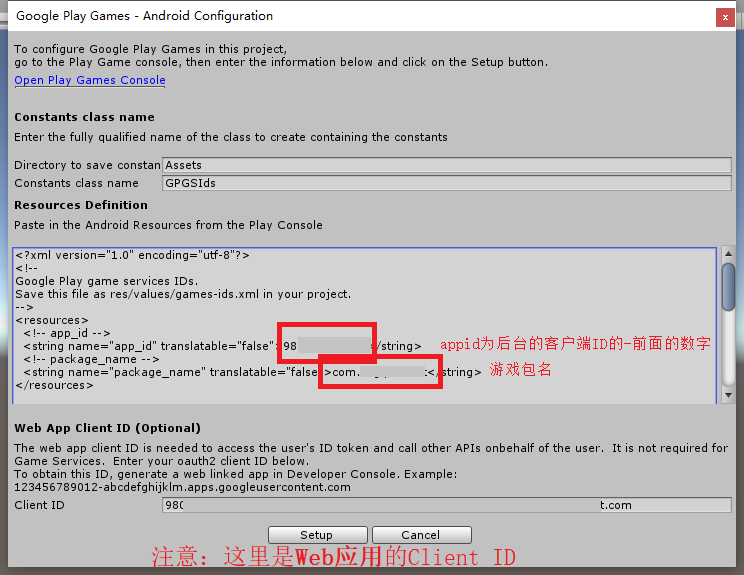 Google Play Games - Android Configuration
x
To configure Google Play Games in this project,
go to the Play Game console, then enter the information below and click on the Setup button.
Open Play Games Console
Constants class name
Enter the fully qualified name of the class to create containing the constants
Directory to save constan Assets
Constants class name GPGSIds
Resources Definition
Paste in the Android Resources from the Play Console
<?xml version="1.0" encoding="utf-8"?>
<!--
Google Play game services IDs.
Save this file as res/values/games-ids.xml in your project.
-->
<resources>
<!-- app_id -->
<string name="app_id" translatable="false">98 </string> appid为后台的客户端ID的-前面的数字
<!-- package_name -->
<string name="package_name" translatable="false">com. t</string> 游戏包名
</resources>
Web App Client ID (Optional)
The web app client ID is needed to access the user's ID token and call other APIs onbehalf of the user. It is not required for
Game Services. Enter your oauth2 client ID below.
To obtain this ID, generate a web linked app in Developer Console. Example:
123456789012-abcdefghijklm.apps.googleusercontent.com
Client ID 980 t.com
Setup Cancel
注意：这里是Web应用的Client ID